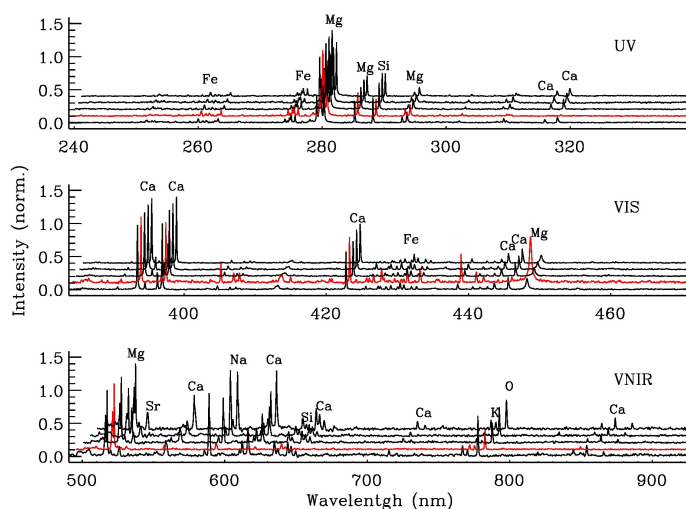 1.5
Mg
UV
1.0
Fe
Fe
Mg
Si
Mg
Ca
Ca
0.5
0.0
240
260
280
300
320
Intensity (norm.)
1.5
Ca
Ca
VIS
1.0
Ca
Fe
Ca
Ca
Mg
0.5
0.0
400
420
440
460
1.5
Mg
Na
Ca
VNIR
1.0
Sr
Ca
Si
Ca
Ca
K
O
Ca
0.5
0.0
500
600
700
800
900
Wavelentgh (nm)